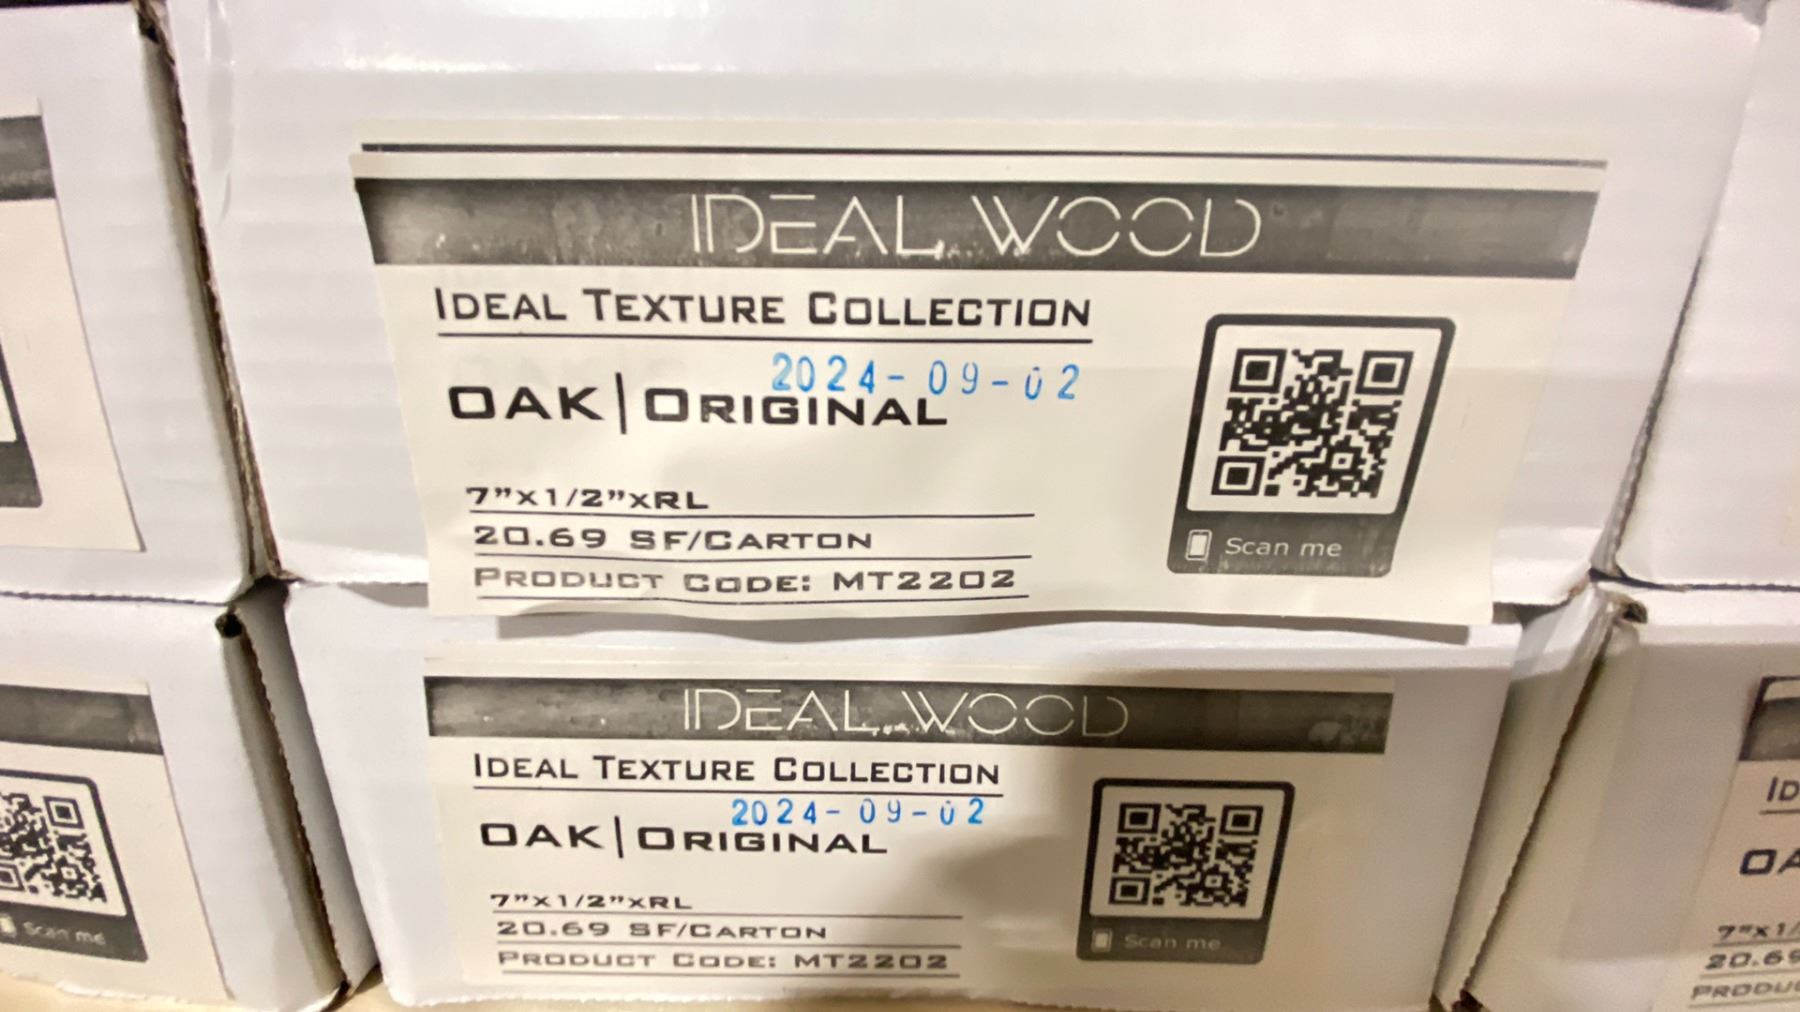 IDEAL WOOD
IDEAL TEXTURE COLLECTION
2024-09-02
OAK | ORIGINAL
7"X1/2"XRL
20.69 SF/CARTON
PRODUCT CODE: MT2202
Scan me
IDEAL WOOD
IDEAL TEXTURE COLLECTION
2024-09-02
OAK | ORIGINAL
7"X1/2"XRL
20.69 SF/CARTON
PRODUCT CODE: MT2202
Scan me
Scan me